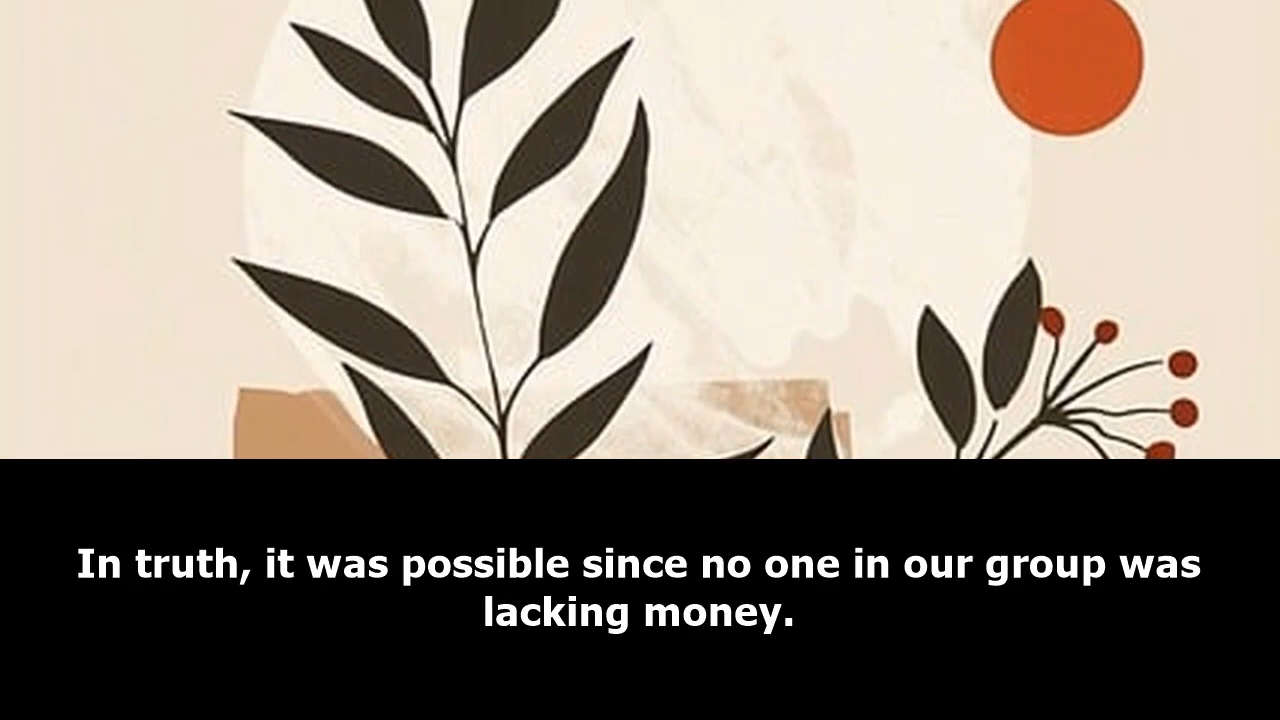 In truth, it was possible since no one in our group was
lacking money.